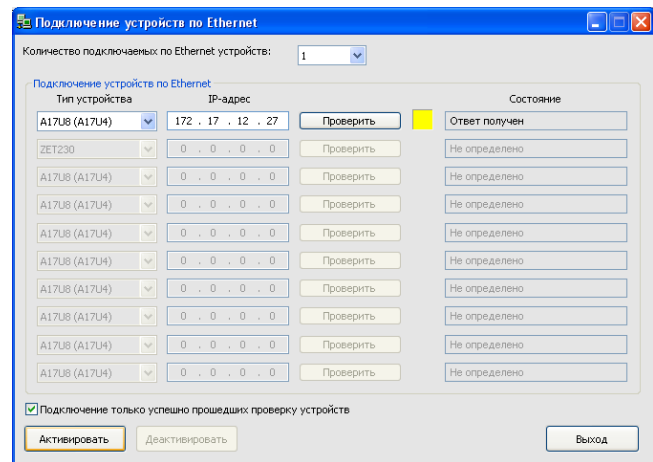 Подключение устройств по Ethernet
Количество подключаемых по Ethernet устройств: 1
Подключение устройств по Ethernet
Тип устройства IP-адрес Состояние
A17U8 (A17U4) 172 . 17 . 12 . 27 Проверить Ответ получен
ZET230 0 . 0 . 0 . 0 Проверить Не определено
A17U8 (A17U4) 0 . 0 . 0 . 0 Проверить Не определено
A17U8 (A17U4) 0 . 0 . 0 . 0 Проверить Не определено
A17U8 (A17U4) 0 . 0 . 0 . 0 Проверить Не определено
A17U8 (A17U4) 0 . 0 . 0 . 0 Проверить Не определено
A17U8 (A17U4) 0 . 0 . 0 . 0 Проверить Не определено
A17U8 (A17U4) 0 . 0 . 0 . 0 Проверить Не определено
A17U8 (A17U4) 0 . 0 . 0 . 0 Проверить Не определено
A17U8 (A17U4) 0 . 0 . 0 . 0 Проверить Не определено
Подключение только успешно прошедших проверку устройств
Активировать Деактивировать Выход